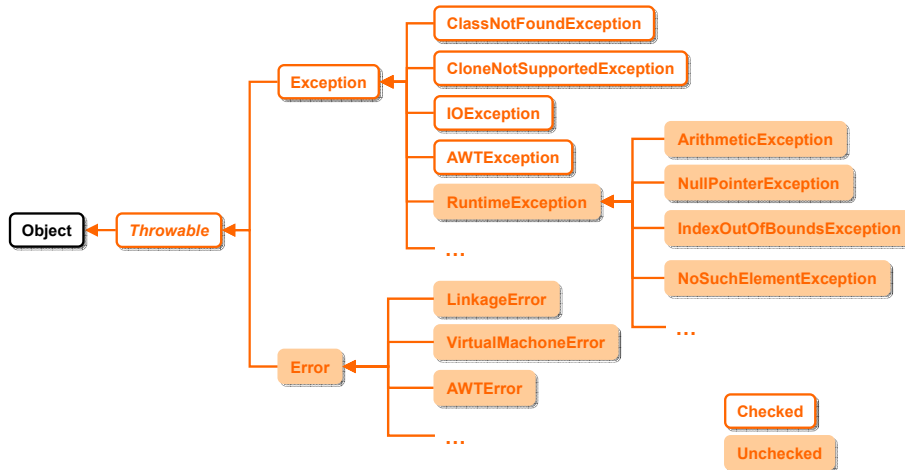 ClassNotFoundException
CloneNotSupportedException
Exception
IOException
AWTException
ArithmeticException
NullPointerException
RuntimeException
Object
Throwable
IndexOutOfBoundsException
...
NoSuchElementException
LinkageError
...
VirtualMachoneError
Error
AWTError
Checked
...
Unchecked